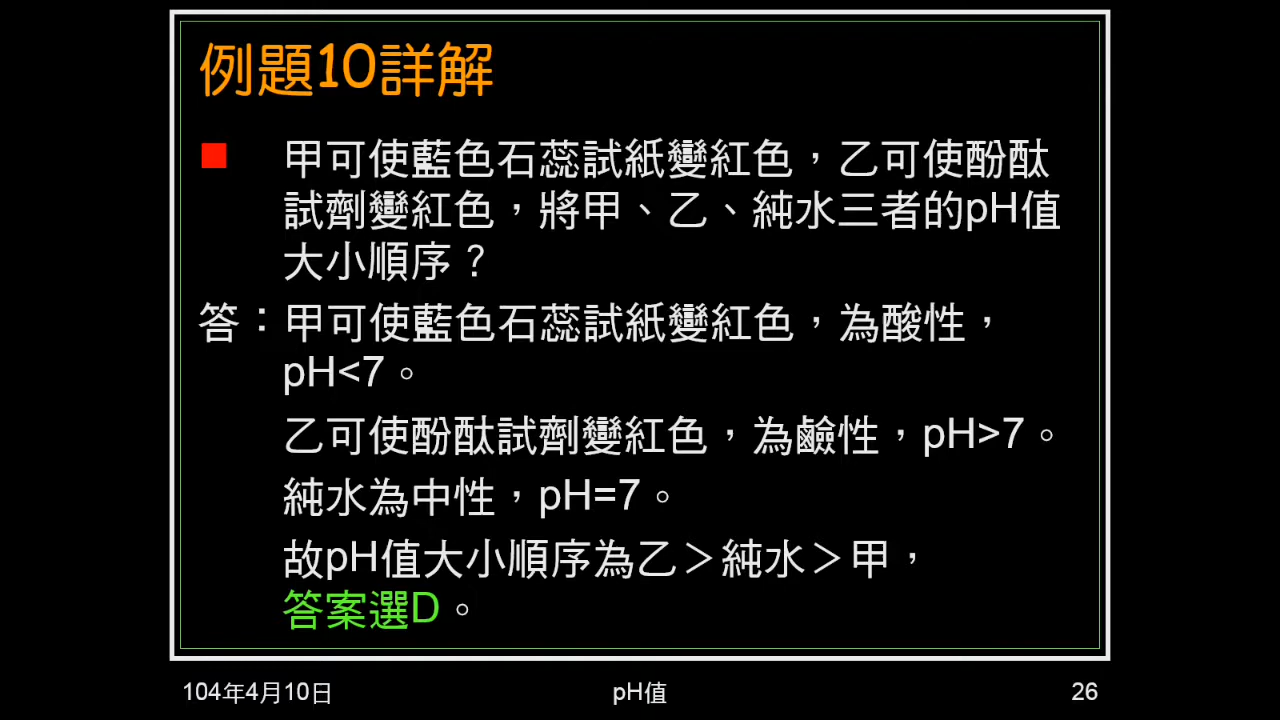 例題10詳解
甲可使藍色石蕊試紙變紅色，乙可使酚酞
試劑變紅色，將甲、乙、純水三者的pH值
大小順序？
答：甲可使藍色石蕊試紙變紅色，為酸性，
pH<7。
乙可使酚酞試劑變紅色，為鹼性，pH>7。
純水為中性，pH=7。
故pH值大小順序為乙＞純水＞甲，
答案選D。
104年4月10日 pH值 26